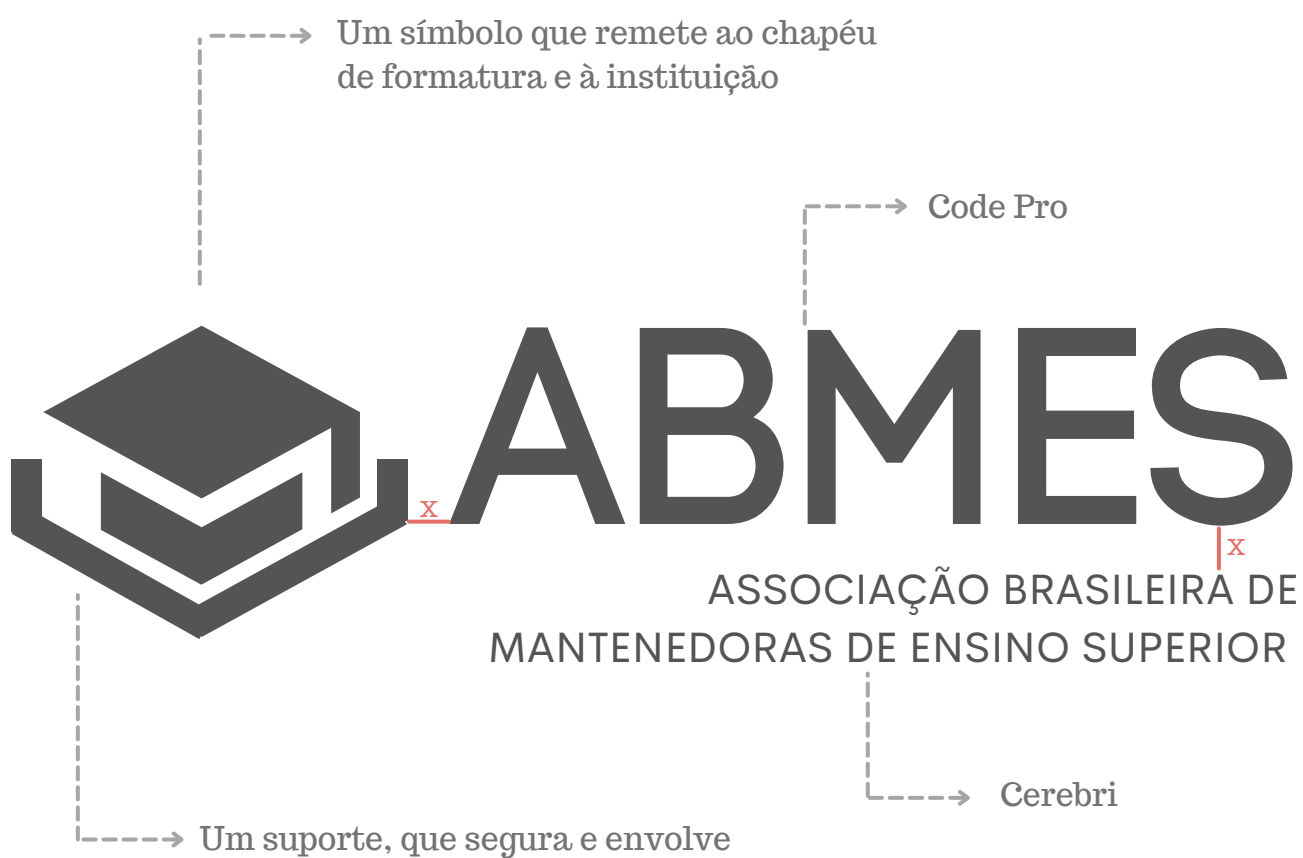 Um símbolo que remete ao chapéu
de formatura e à instituição
Code Pro
ABMES
x
x
ASSOCIAÇÃO BRASILEIRA DE
MANTENEDORAS DE ENSINO SUPERIOR
Cerebri
Um suporte, que segura e envolve